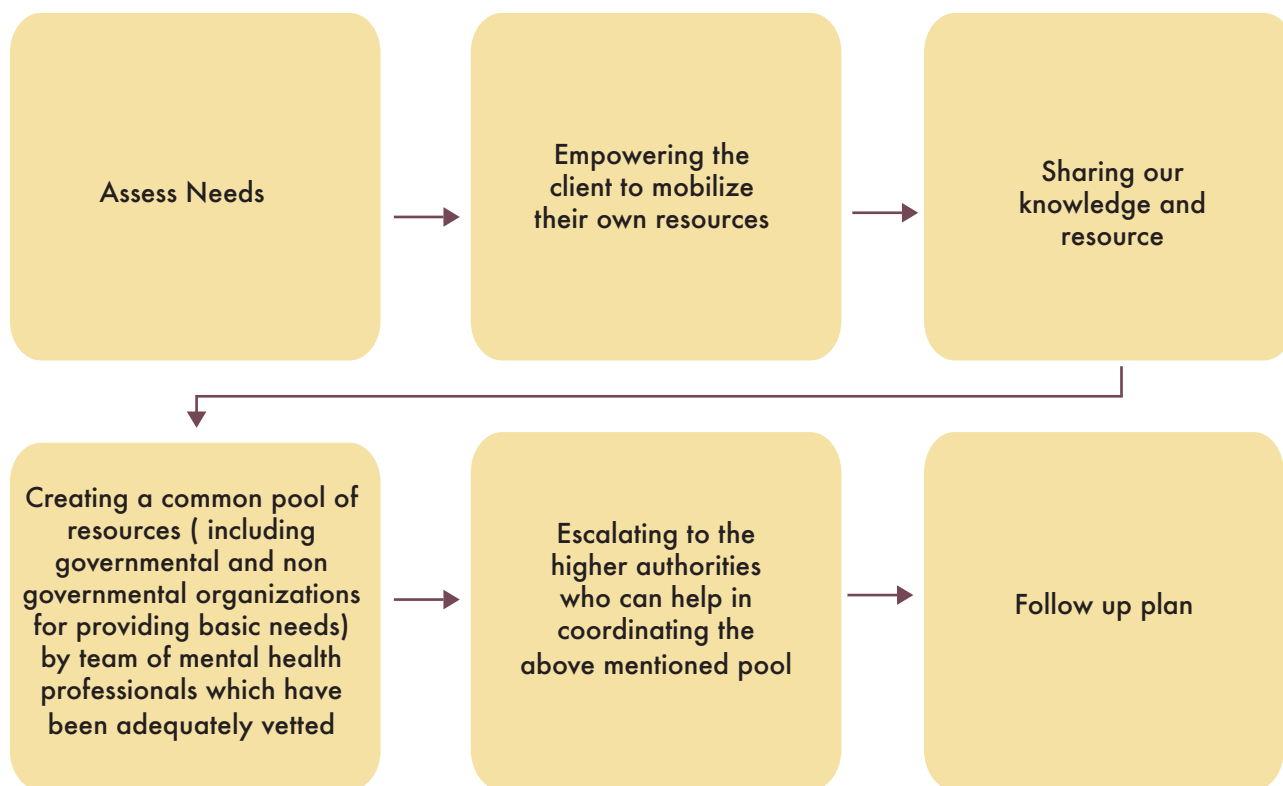 Assess Needs
Empowering the
client to mobilize
their own resources
Sharing our
knowledge and
resource
Creating a common pool of
resources ( including
governmental and non
governmental organizations
for providing basic needs)
by team of mental health
professionals which have
been adequately vetted
Escalating to the
higher authorities
who can help in
coordinating the
above mentioned pool
Follow up plan